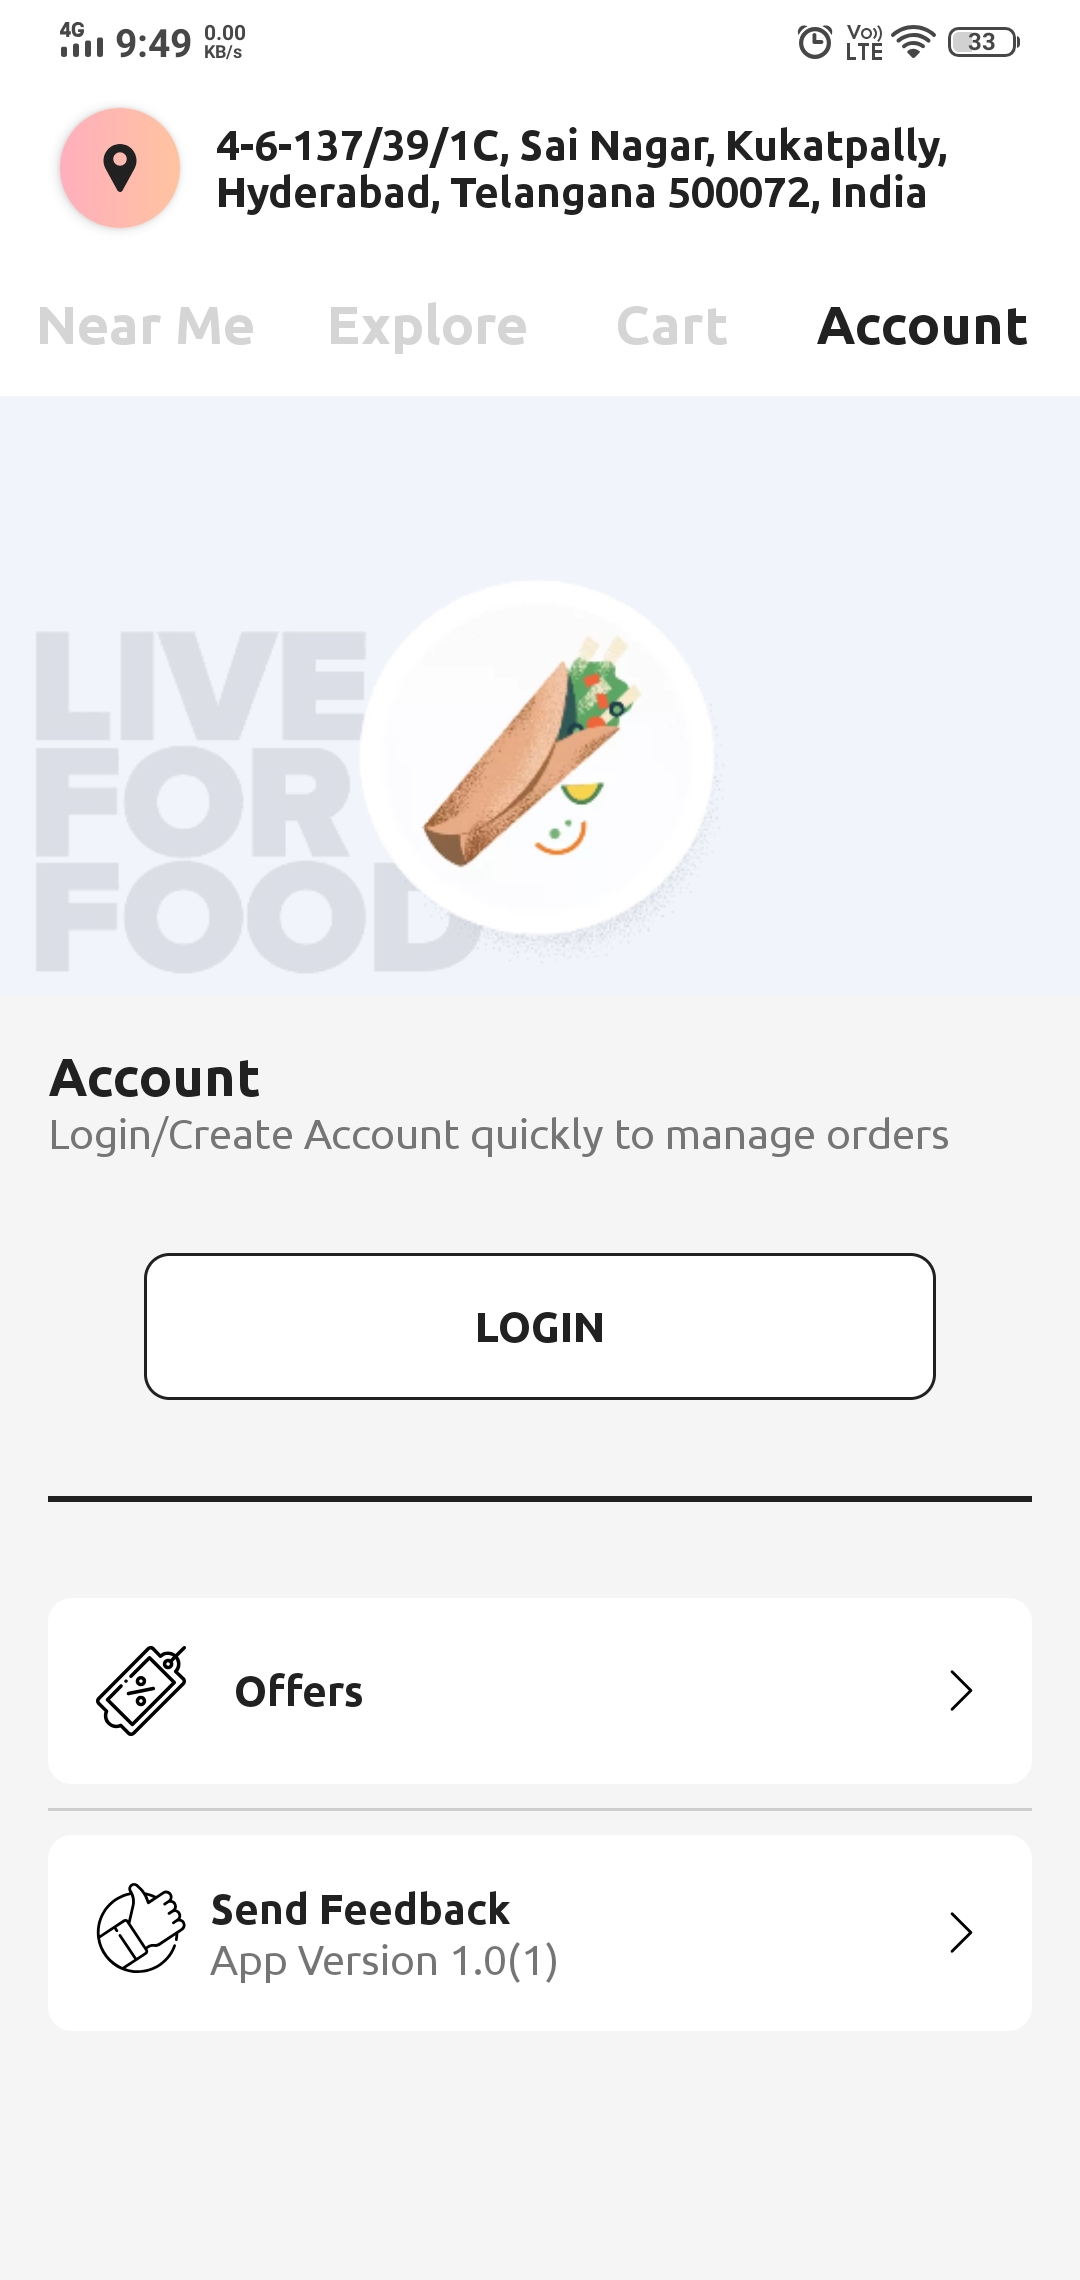 4G 9:49 0.00 KB/s Vo)) LTE 33
4-6-137/39/1C, Sai Nagar, Kukatpally,
Hyderabad, Telangana 500072, India
Near Me Explore Cart Account
LIVE
FOR
FOOD
Account
Login/Create Account quickly to manage orders
LOGIN
Offers
Send Feedback
App Version 1.0(1)